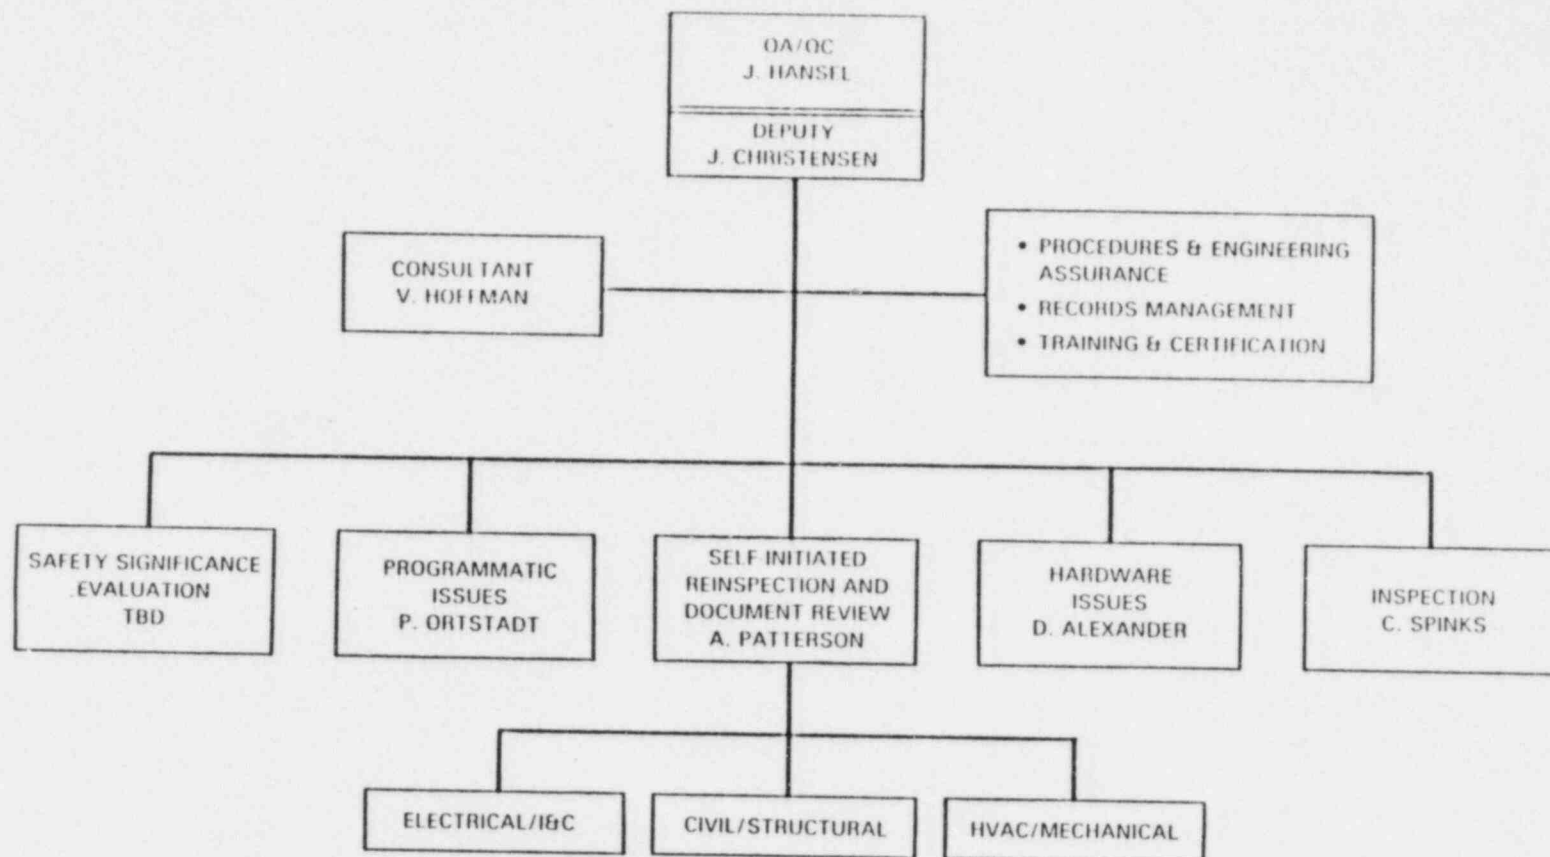 QA/QC
J. HANSEL
DEPUTY
J. CHRISTENSEN
CONSULTANT
V. HOFFMAN
• PROCEDURES & ENGINEERING
ASSURANCE
• RECORDS MANAGEMENT
• TRAINING & CERTIFICATION
SAFETY SIGNIFICANCE
EVALUATION
TBD
PROGRAMMATIC
ISSUES
P. ORTSTADT
SELF-INITIATED
REINSPECTION AND
DOCUMENT REVIEW
A. PATTERSON
HARDWARE
ISSUES
D. ALEXANDER
INSPECTION
C. SPINKS
ELECTRICAL/I&C
CIVIL/STRUCTURAL
HVAC/MECHANICAL